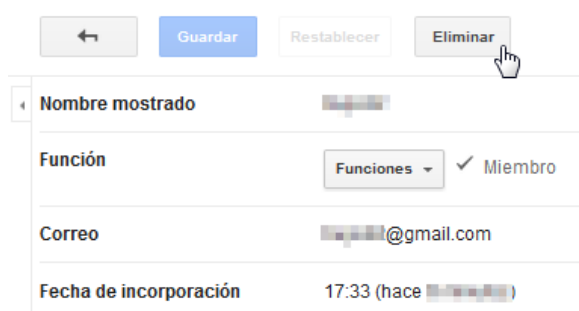 Guardar Restablecer Eliminar
Nombre mostrado
Función Funciones Miembro
Correo @gmail.com
Fecha de incorporación 17:33 (hace )